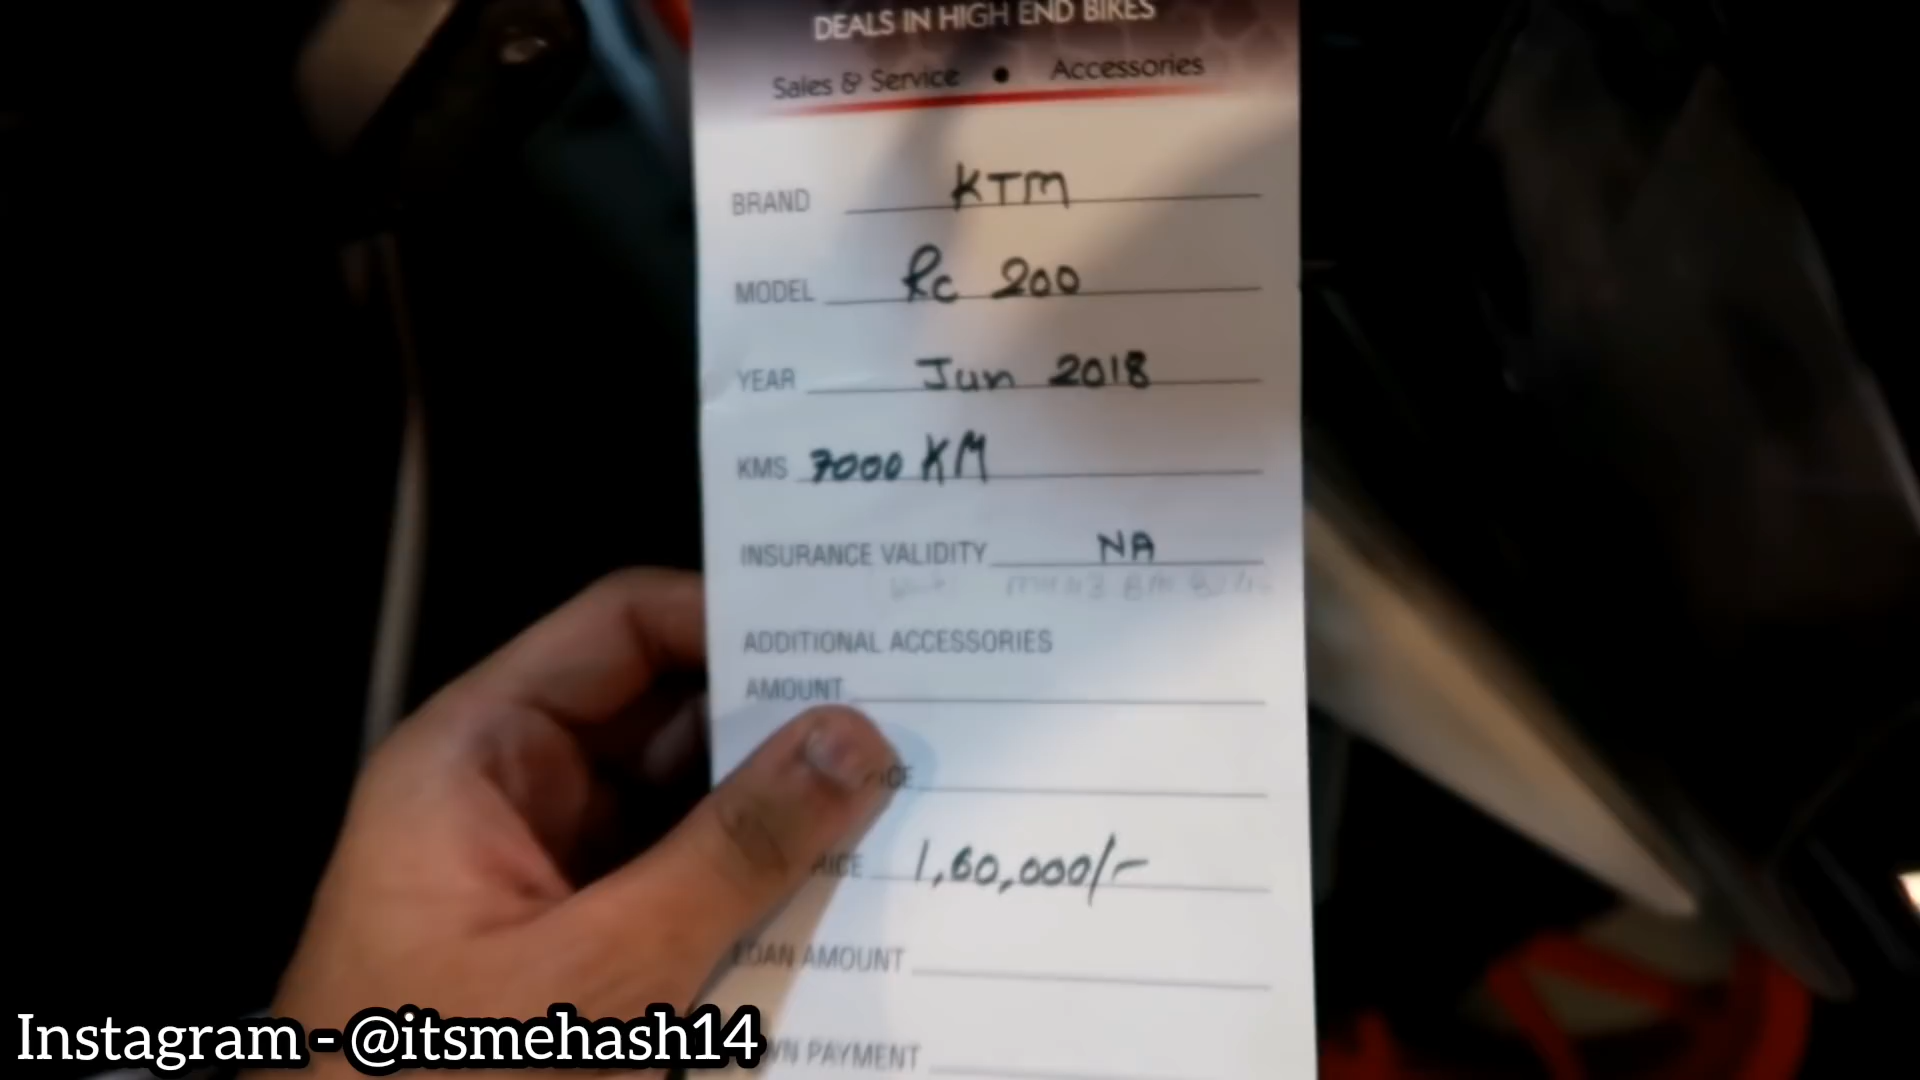 DEALS IN HIGH END BIKES
Sales & Service • Accessories
BRAND KTM
MODEL Rc 200
YEAR Jun 2018
KMS 7000 KM
INSURANCE VALIDITY NA
ADDITIONAL ACCESSORIES
AMOUNT
1,60,000/-
LOAN AMOUNT
PAYMENT
Instagram - @itsmehash14